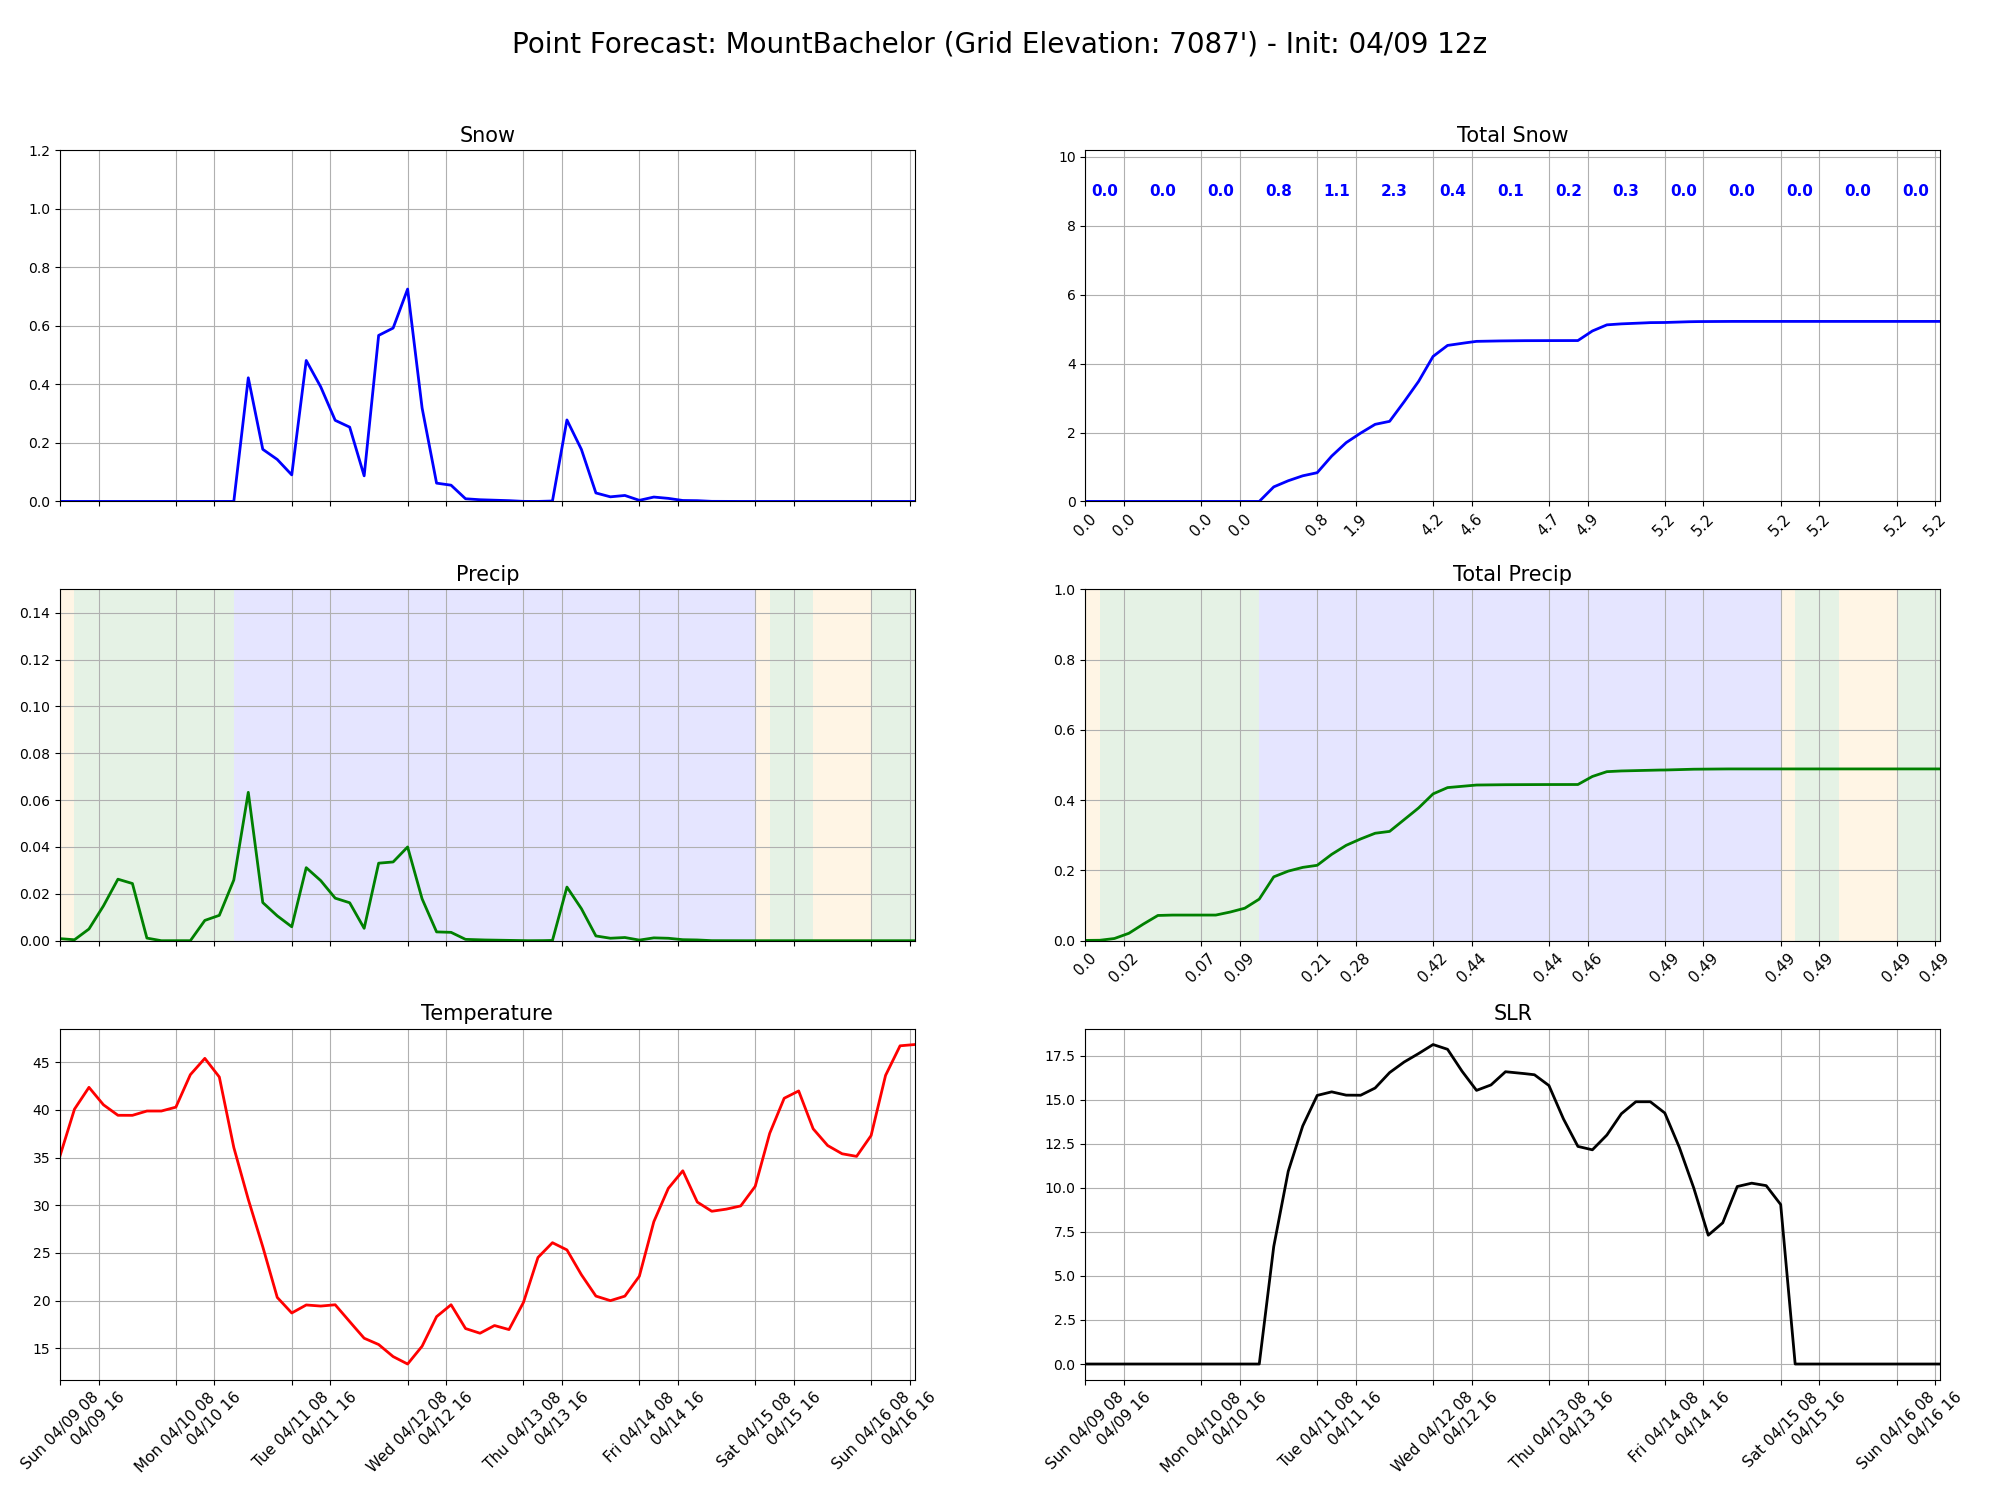 Point Forecast: MountBachelor (Grid Elevation: 7087') - Init: 04/09 12z
Snow
1.2
1.0
0.8
0.6
0.4
0.2
0.0
Total Snow
10
8
6
4
2
0
0.0 0.0 0.0 0.8 1.1 2.3 0.4 0.1 0.2 0.3 0.0 0.0 0.0 0.0 0.0
0.0 0.0 0.0 0.0 0.8 1.9 4.2 4.6 4.7 4.9 5.2 5.2 5.2 5.2 5.2 5.2
Precip
0.14
0.12
0.10
0.08
0.06
0.04
0.02
0.00
Total Precip
1.0
0.8
0.6
0.4
0.2
0.0
0.0 0.02 0.07 0.09 0.21 0.28 0.42 0.44 0.44 0.46 0.49 0.49 0.49 0.49 0.49 0.49
Temperature
45
40
35
30
25
20
15
Sun 04/09 08
04/09 16
Mon 04/10 08
04/10 16
Tue 04/11 08
04/11 16
Wed 04/12 08
04/12 16
Thu 04/13 08
04/13 16
Fri 04/14 08
04/14 16
Sat 04/15 08
04/15 16
Sun 04/16 08
04/16 16
SLR
17.5
15.0
12.5
10.0
7.5
5.0
2.5
0.0
Sun 04/09 08
04/09 16
Mon 04/10 08
04/10 16
Tue 04/11 08
04/11 16
Wed 04/12 08
04/12 16
Thu 04/13 08
04/13 16
Fri 04/14 08
04/14 16
Sat 04/15 08
04/15 16
Sun 04/16 08
04/16 16